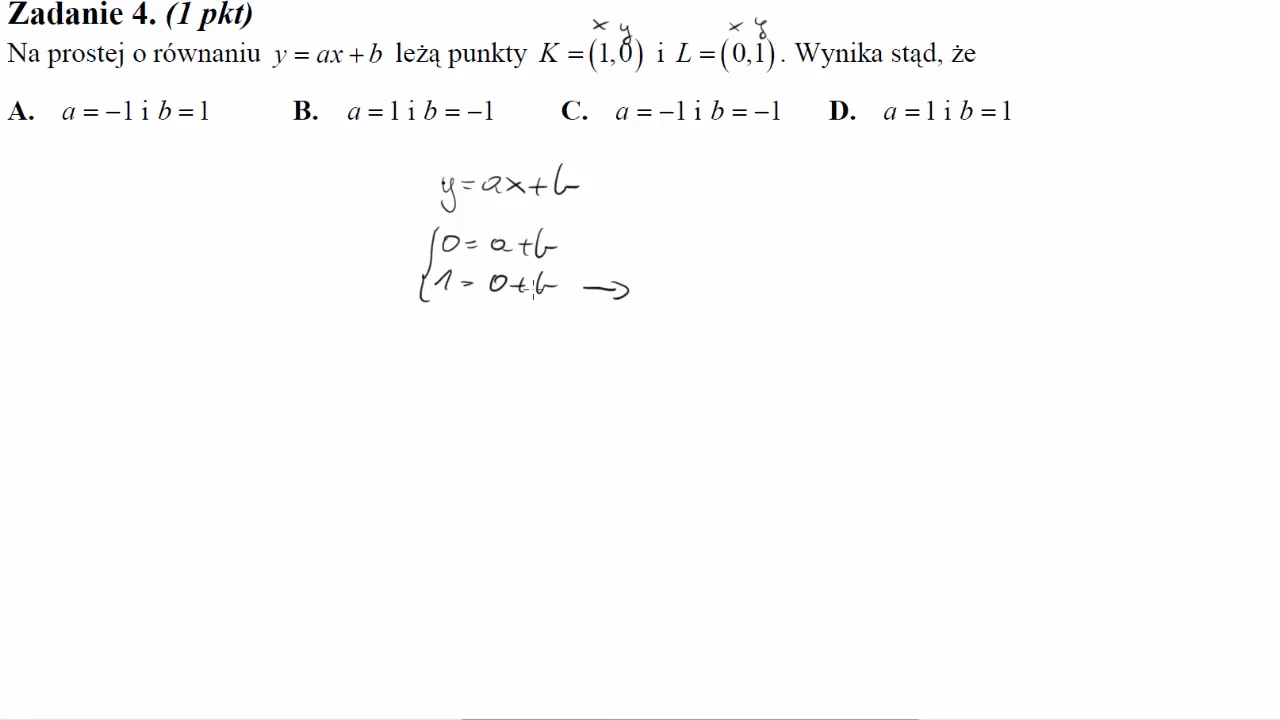 Zadanie 4. (1 pkt)
x y x y
Na prostej o równaniu y = ax + b leżą punkty K = (1,0) i L = (0,1). Wynika stąd, że
A. a = −1 i b = 1 B. a = 1 i b = −1 C. a = −1 i b = −1 D. a = 1 i b = 1
y = ax + b
{ 0 = a + b
1 = 0 + b →